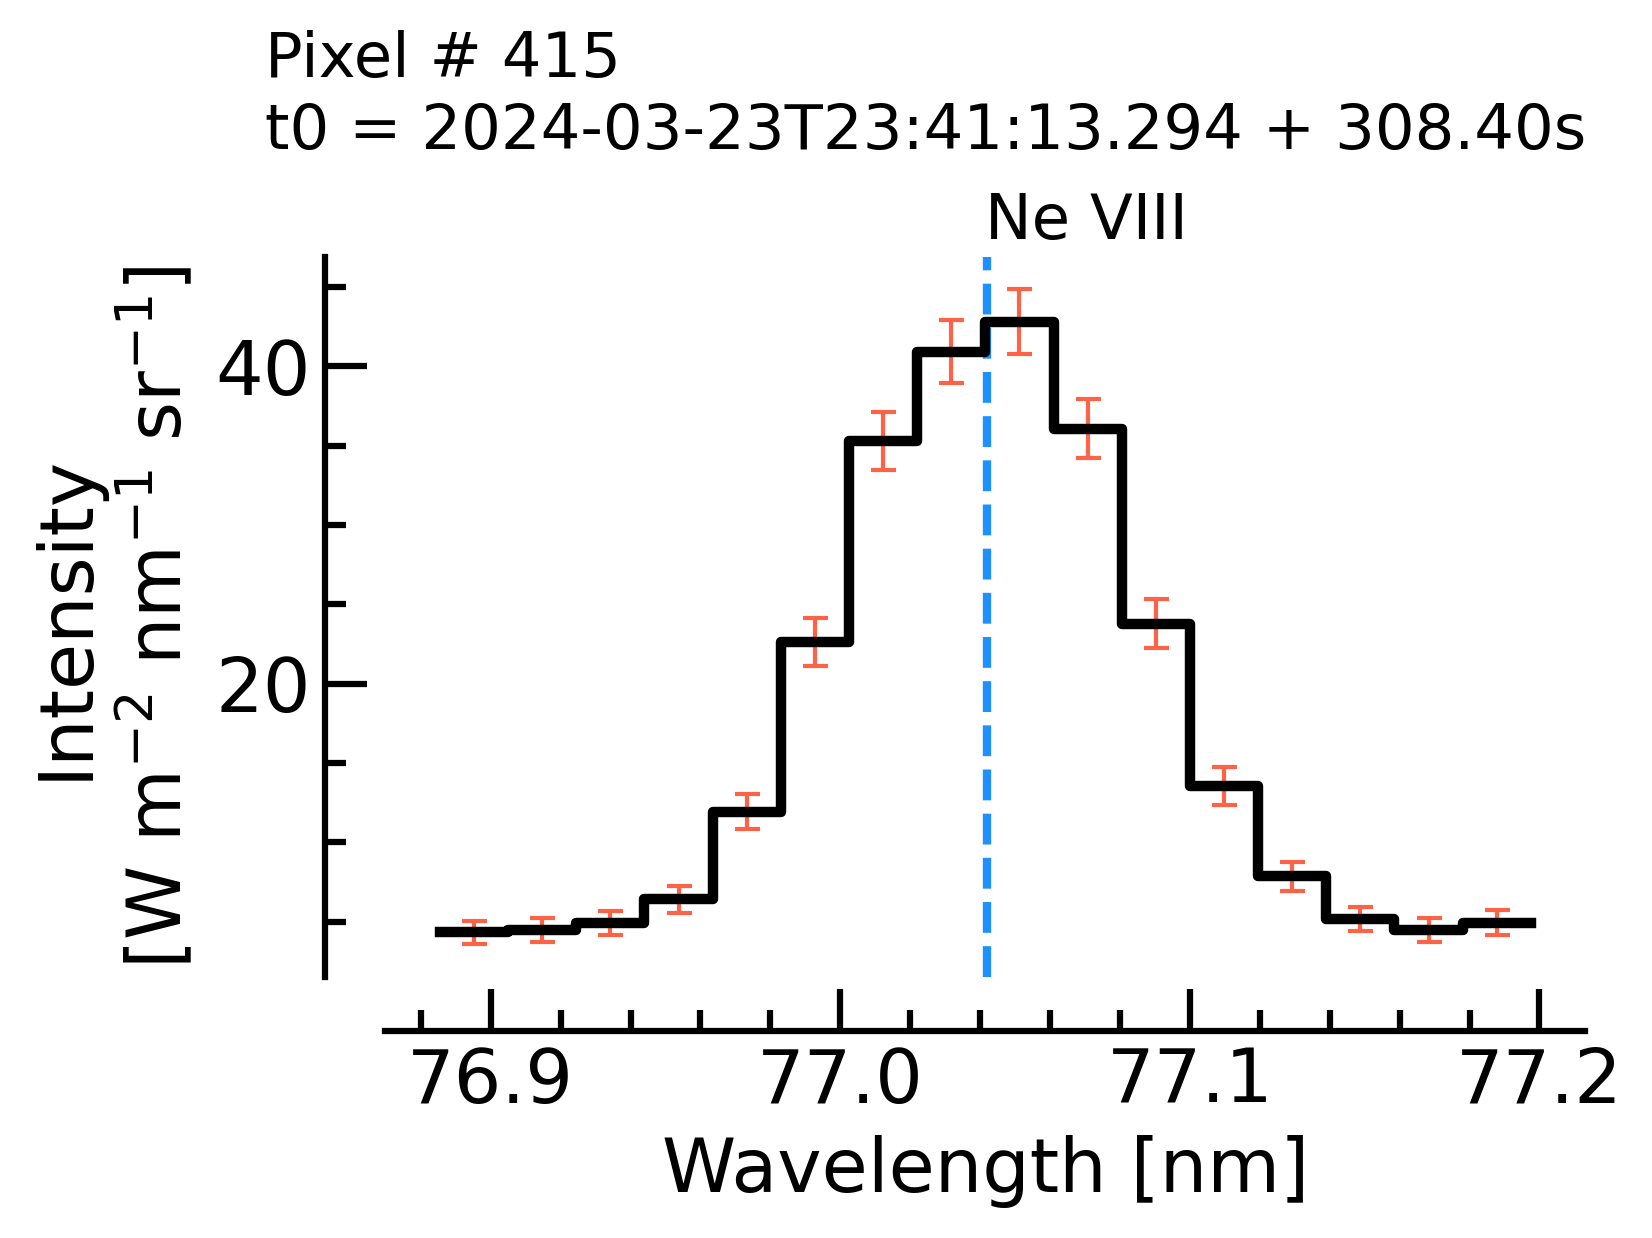 Pixel # 415
t0 = 2024-03-23T23:41:13.294 + 308.40s
Ne VIII
Intensity
[W m⁻² nm⁻¹ sr⁻¹]
40
20
76.9 77.0 77.1 77.2
Wavelength [nm]